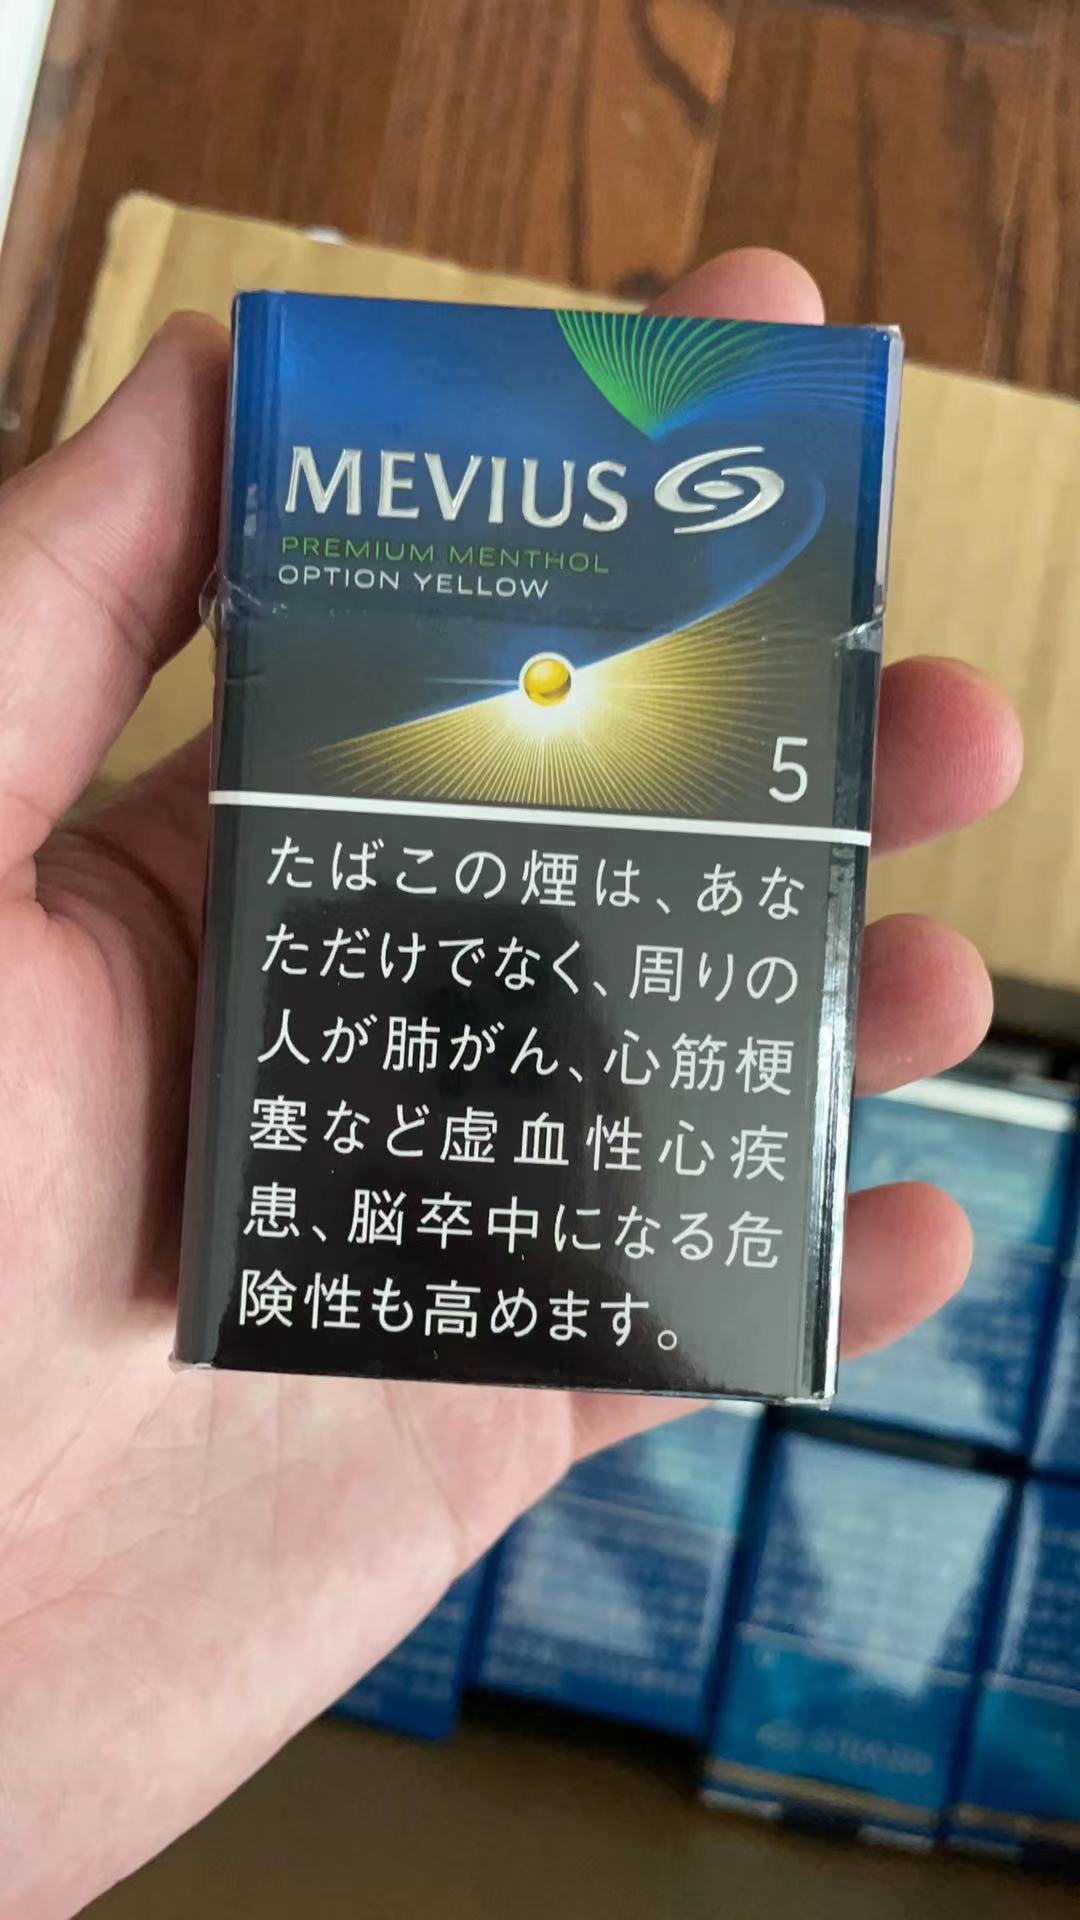 MEVIUS
PREMIUM MENTHOL
OPTION YELLOW
5
たばこの煙は、あな
ただけでなく、周りの
人が肺がん、心筋梗
塞など虚血性心疾
患、脳卒中になる危
険性も高めます。